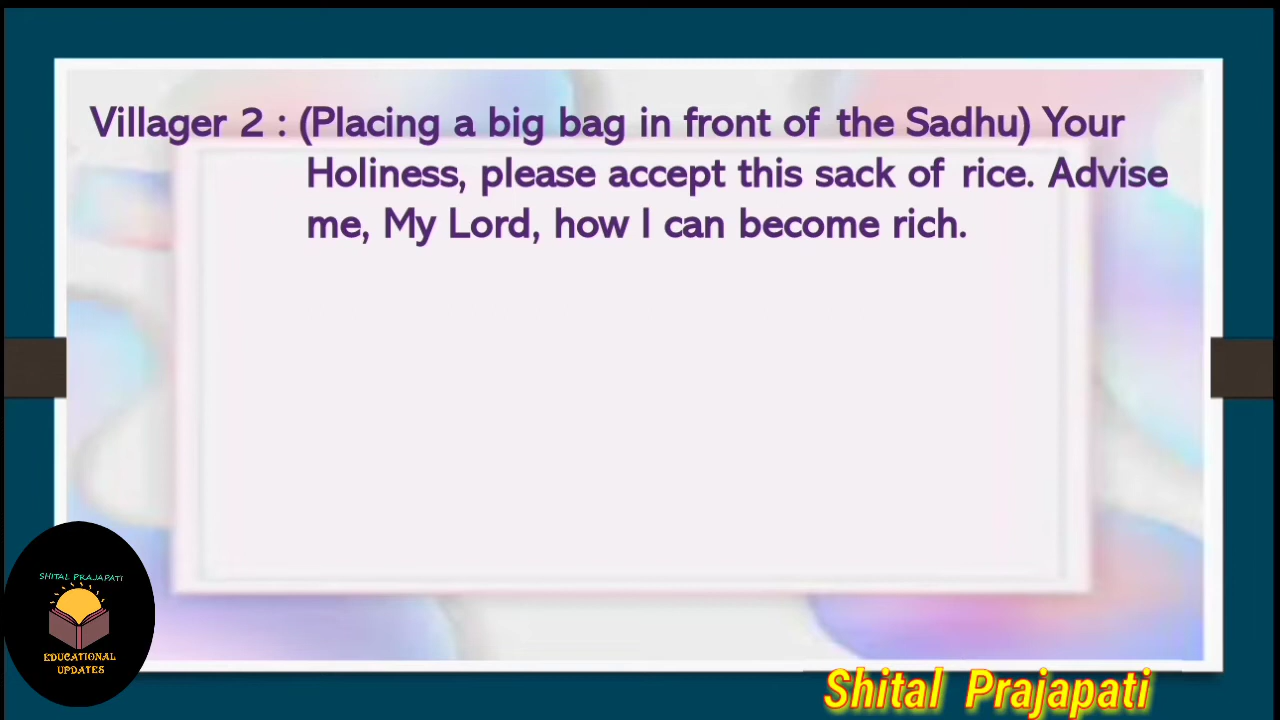 Villager 2 : (Placing a big bag in front of the Sadhu) Your
Holiness, please accept this sack of rice. Advise
me, My Lord, how I can become rich.
SHITAL PRAJAPATI
EDUCATIONAL
UPDATES
Shital Prajapati